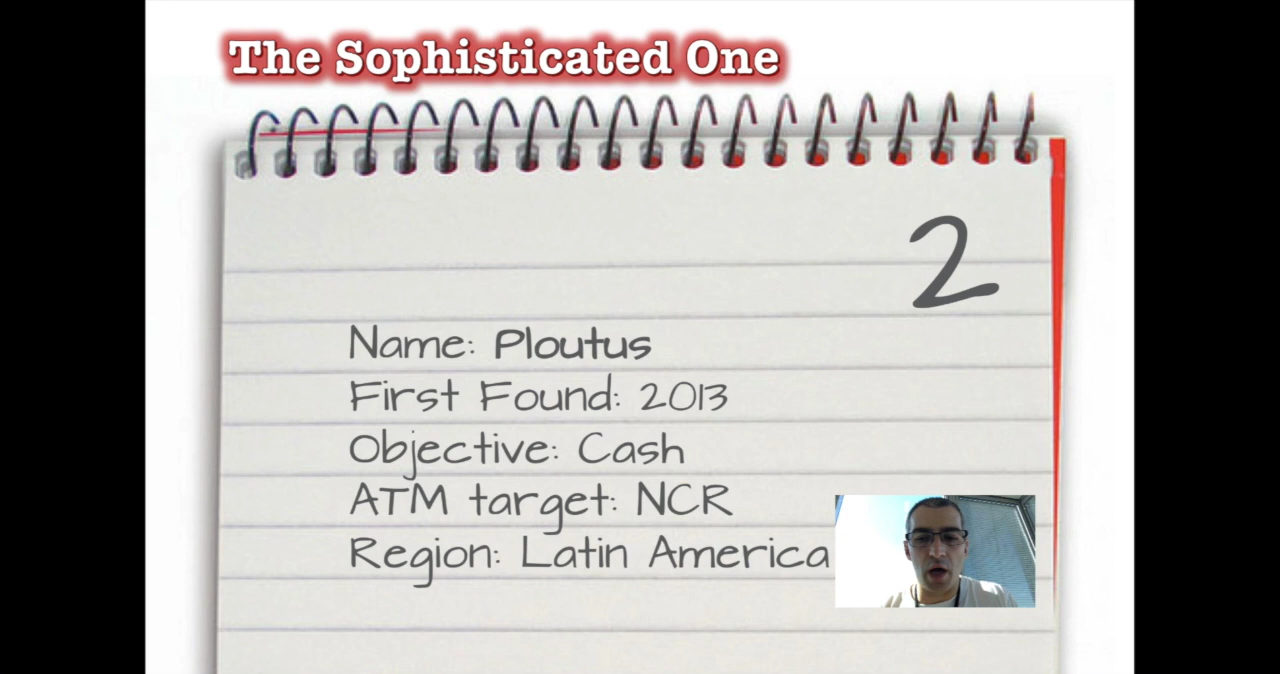 The Sophisticated One
2
Name: Ploutus
First Found: 2013
Objective: Cash
ATM target: NCR
Region: Latin America